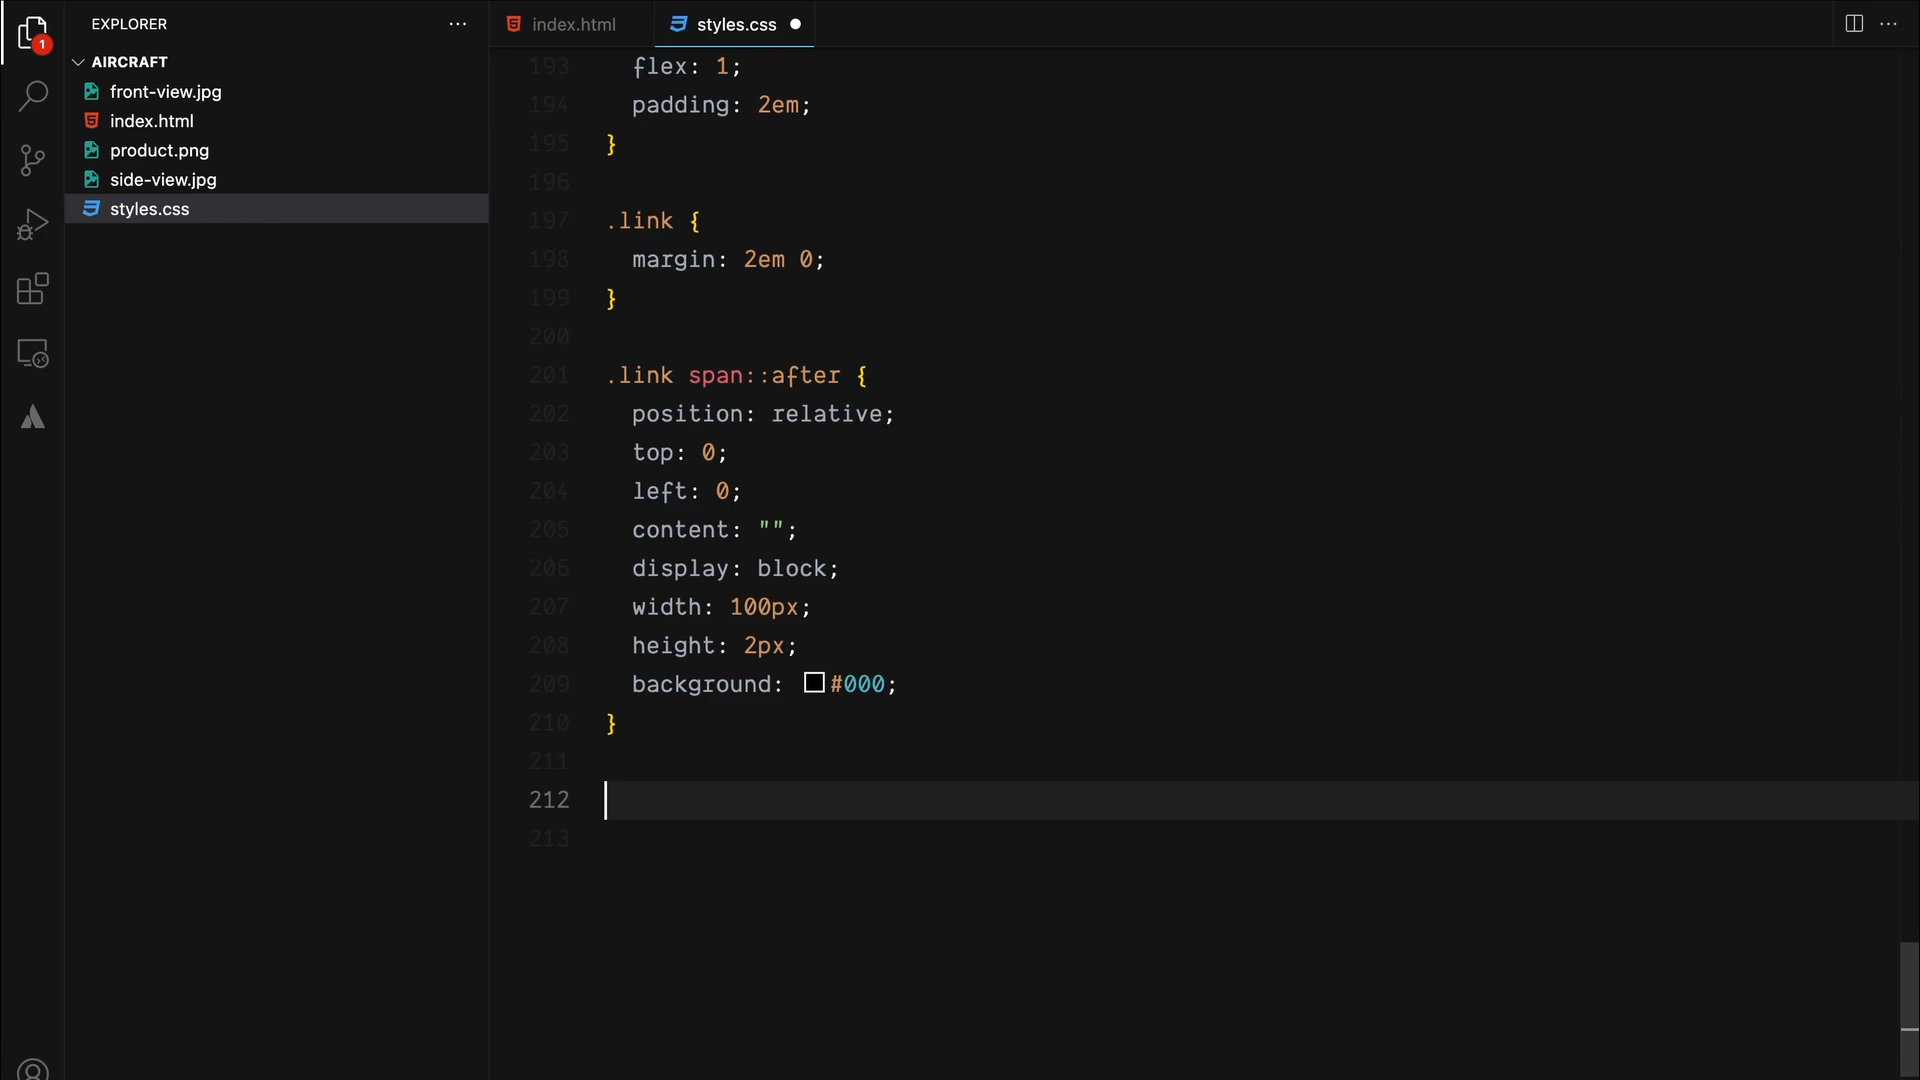 1
EXPLORER
AIRCRAFT
front-view.jpg
index.html
product.png
side-view.jpg
styles.css
index.html
styles.css
193 flex: 1;
194 padding: 2em;
195 }
196
197 .link {
198 margin: 2em 0;
199 }
200
201 .link span::after {
202 position: relative;
203 top: 0;
204 left: 0;
205 content: "";
206 display: block;
207 width: 100px;
208 height: 2px;
209 background: #000;
210 }
211
212
213